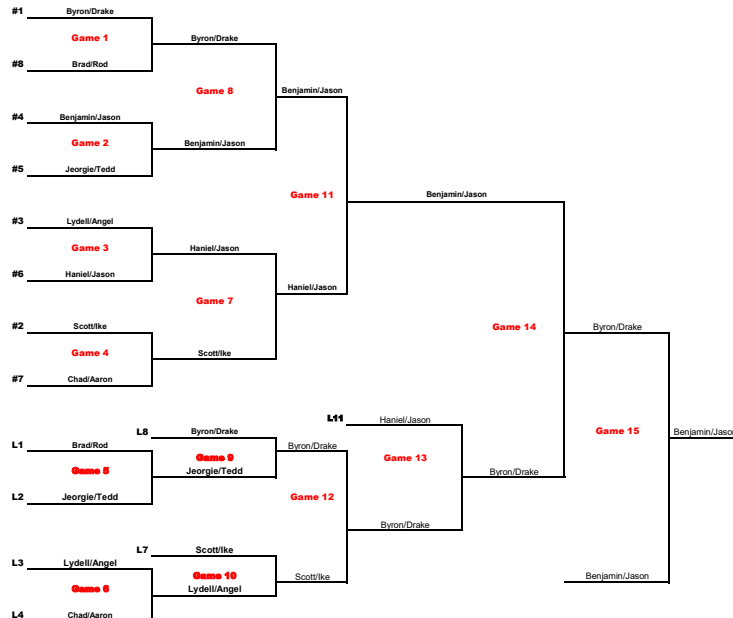 #1 Byron/Drake
Game 1 Byron/Drake
#8 Brad/Rod
Game 8 Benjamin/Jason
#4 Benjamin/Jason
Game 2 Benjamin/Jason
#5 Jeorgie/Tedd
Game 11 Benjamin/Jason
#3 Lydell/Angel
Game 3 Haniel/Jason
#6 Haniel/Jason
Game 7 Haniel/Jason
#2 Scott/Ike
Game 14 Byron/Drake
Game 4 Scott/Ike
#7 Chad/Aaron
L11 Haniel/Jason
L8 Byron/Drake
L1 Brad/Rod
Game 5 Game 9 Byron/Drake
Game 13 Byron/Drake
Game 15 Benjamin/Jason
Jeorgie/Tedd
L2 Jeorgie/Tedd
Game 12 Byron/Drake
L7 Scott/Ike
L3 Lydell/Angel
Game 6 Game 10 Scott/Ike
Benjamin/Jason
Lydell/Angel
L4 Chad/Aaron